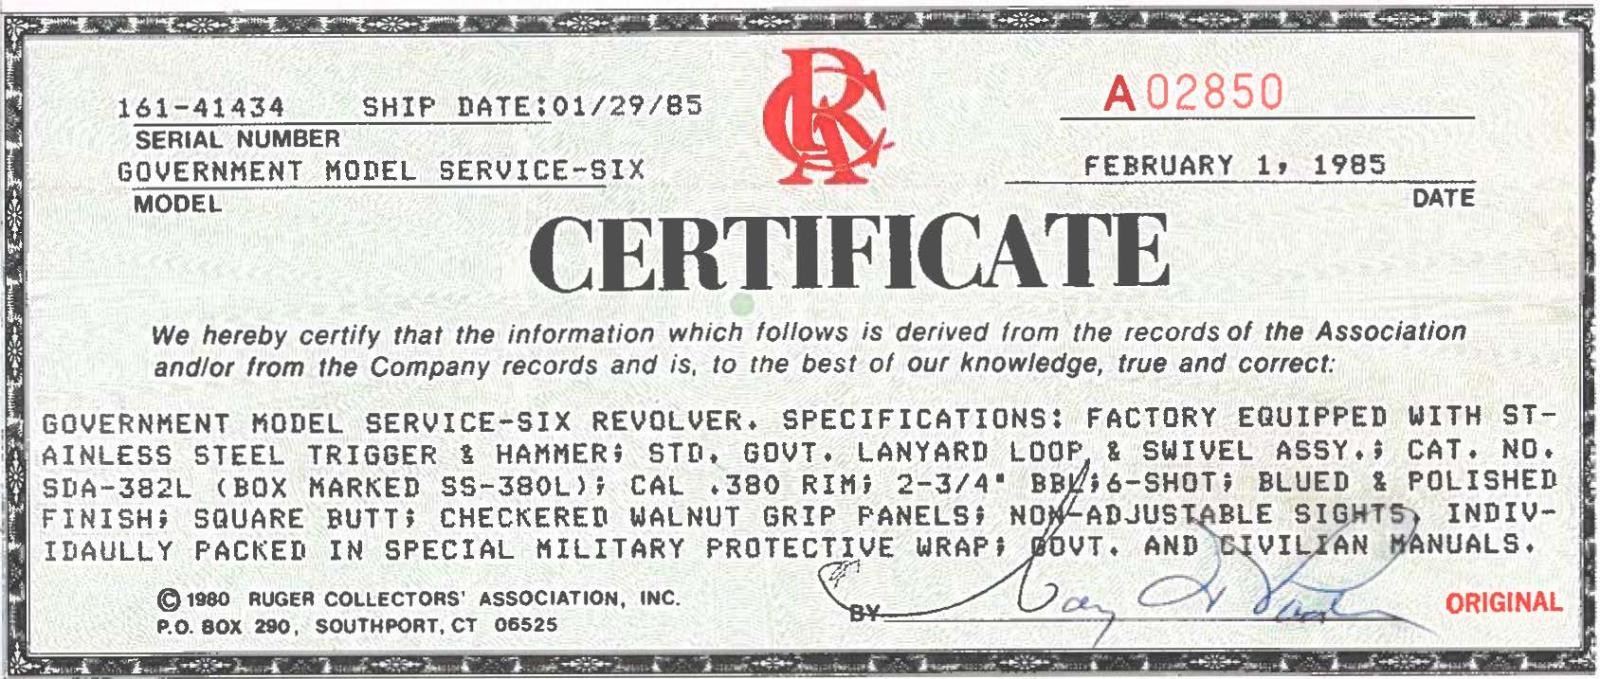 161-41434 SHIP DATE:01/29/85
SERIAL NUMBER
GOVERNMENT MODEL SERVICE-SIX
MODEL
RCA
A02850
FEBRUARY 1, 1985
DATE
CERTIFICATE
We hereby certify that the information which follows is derived from the records of the Association
and/or from the Company records and is, to the best of our knowledge, true and correct:
GOVERNMENT MODEL SERVICE-SIX REVOLVER. SPECIFICATIONS: FACTORY EQUIPPED WITH ST-
AINLESS STEEL TRIGGER & HAMMER; STD. GOVT. LANYARD LOOP & SWIVEL ASSY.; CAT. NO.
SDA-382L (BOX MARKED SS-380L); CAL .380 RIM; 2-3/4" BBL;6-SHOT; BLUED & POLISHED
FINISH; SQUARE BUTT; CHECKERED WALNUT GRIP PANELS; NON-ADJUSTABLE SIGHTS, INDIV-
IDAULLY PACKED IN SPECIAL MILITARY PROTECTIVE WRAP; GOVT. AND CIVILIAN MANUALS.
© 1980 RUGER COLLECTORS' ASSOCIATION, INC.
P.O. BOX 290, SOUTHPORT, CT 06525
BY
ORIGINAL